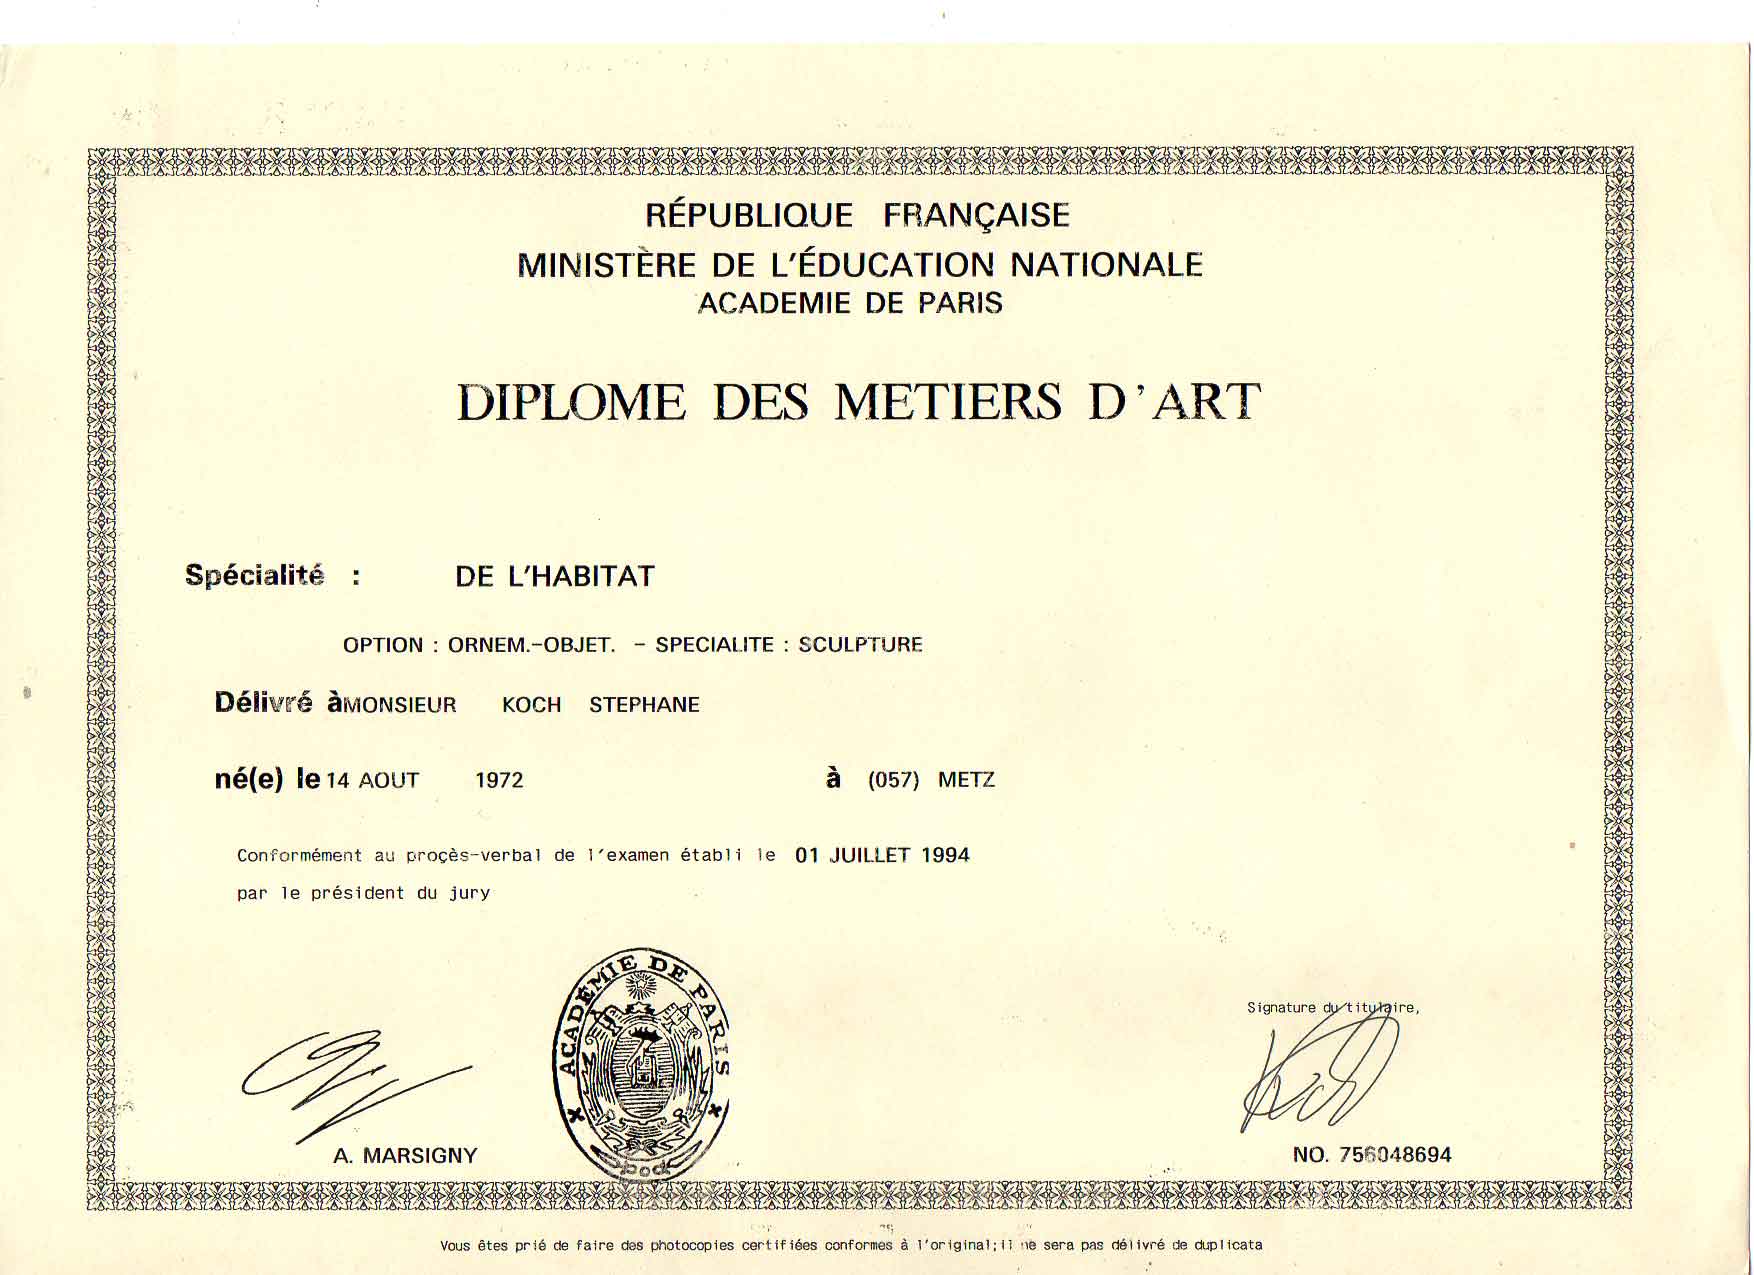 RÉPUBLIQUE FRANÇAISE
MINISTÈRE DE L'ÉDUCATION NATIONALE
ACADEMIE DE PARIS
DIPLOME DES METIERS D'ART
Spécialité : DE L'HABITAT
OPTION : ORNEM.-OBJET. - SPECIALITE : SCULPTURE
Délivré à MONSIEUR KOCH STEPHANE
né(e) le 14 AOUT 1972 à (057) METZ
Conformément au procès-verbal de l'examen établi le 01 JUILLET 1994
par le président du jury
ACADÉMIE DE PARIS
Signature du titulaire,
Koch
A. MARSIGNY
NO. 756048694
Vous êtes prié de faire des photocopies certifiées conformes à l'original;il ne sera pas délivré de duplicata